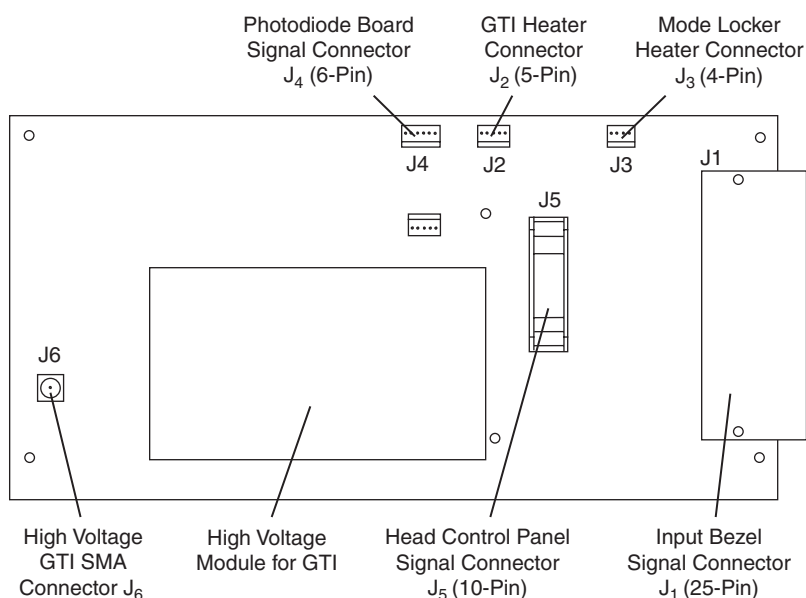 Photodiode Board
Signal Connector
J4 (6-Pin)
GTI Heater
Connector
J2 (5-Pin)
Mode Locker
Heater Connector
J3 (4-Pin)
J4
J2
J3
J1
J5
J6
High Voltage
GTI SMA
Connector J6
High Voltage
Module for GTI
Head Control Panel
Signal Connector
J5 (10-Pin)
Input Bezel
Signal Connector
J1 (25-Pin)